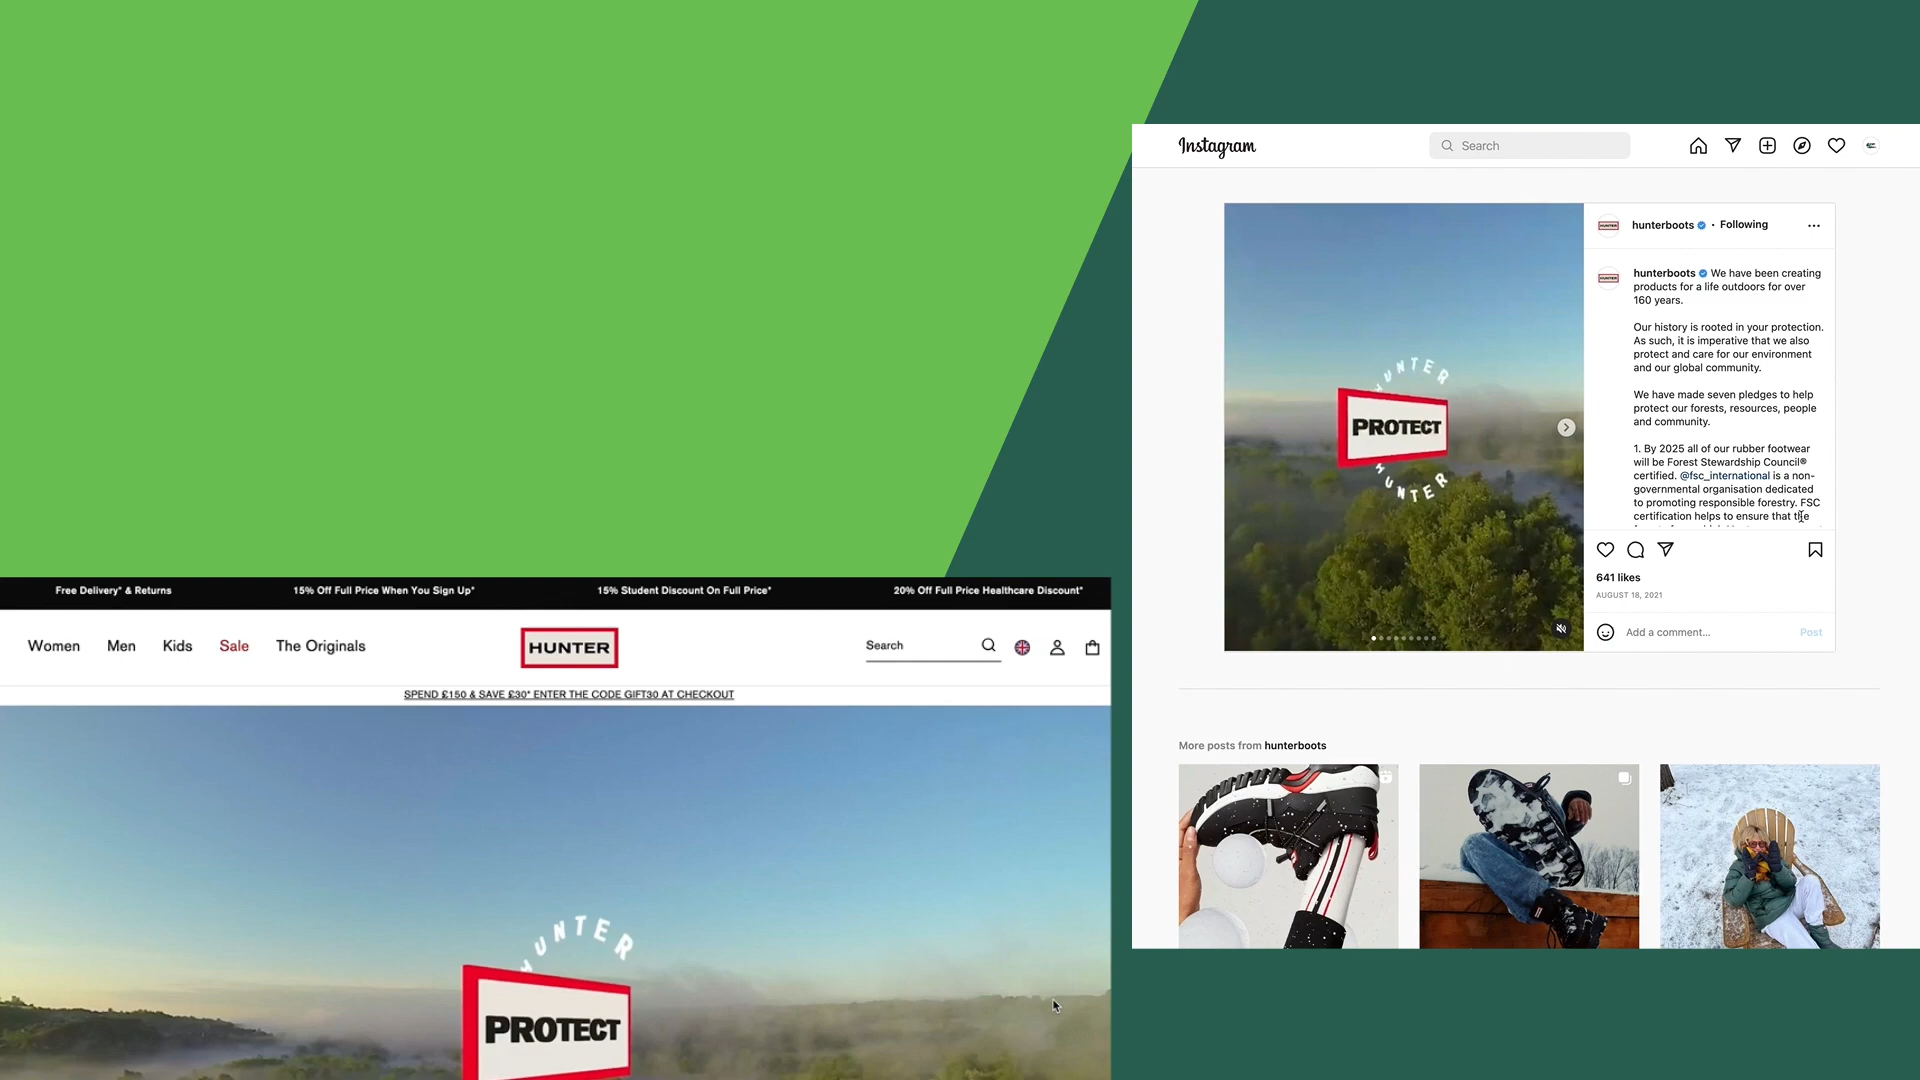 Instagram
Search
hunterboots • Following
hunterboots We have been creating
products for a life outdoors for over
160 years.
Our history is rooted in your protection.
As such, it is imperative that we also
protect and care for our environment
and our global community.
We have made seven pledges to help
protect our forests, resources, people
and community.
1. By 2025 all of our rubber footwear
will be Forest Stewardship Council®
certified. @fsc_international is a non-
governmental organisation dedicated
to promoting responsible forestry. FSC
certification helps to ensure that the
HUNTER
PROTECT
HUNTER
641 likes
AUGUST 18, 2021
Add a comment... Post
More posts from hunterboots
Free Delivery* & Returns 15% Off Full Price When You Sign Up* 15% Student Discount On Full Price* 20% Off Full Price Healthcare Discount*
Women Men Kids Sale The Originals HUNTER Search
SPEND £150 & SAVE £30* ENTER THE CODE GIFT30 AT CHECKOUT
HUNTER
PROTECT